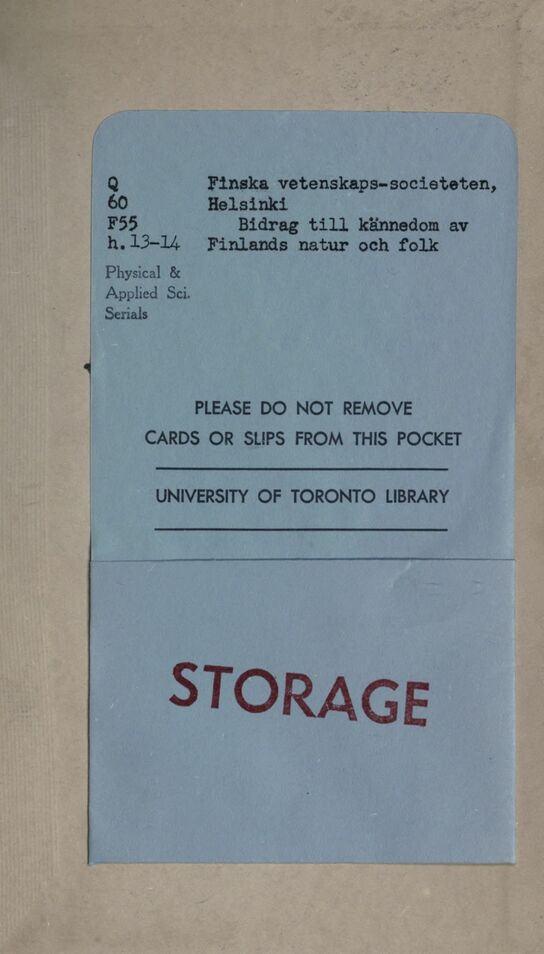 Q Finska vetenskaps-societeten,
60 Helsinki
F55 Bidrag till kännedom av
h.13-14 Finlands natur och folk
Physical &
Applied Sci.
Serials
PLEASE DO NOT REMOVE
CARDS OR SLIPS FROM THIS POCKET
UNIVERSITY OF TORONTO LIBRARY
STORAGE